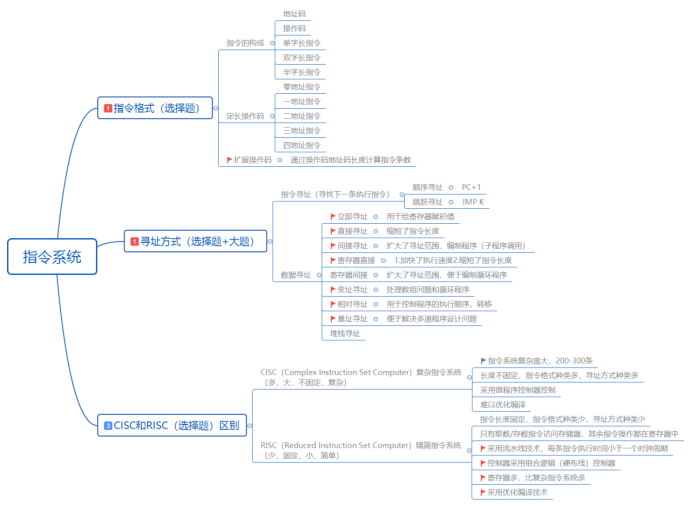 指令系统
1 指令格式（选择题）
指令的构成
地址码
操作码
单字长指令
双字长指令
半字长指令
定长操作码
零地址指令
一地址指令
二地址指令
三地址指令
四地址指令
扩展操作码
通过操作码地址码长度计算指令条数
1 寻址方式（选择题+大题）
指令寻址（寻找下一条执行指令）
顺序寻址
PC+1
跳跃寻址
JMP K
数据寻址
立即寻址
用于给寄存器赋初值
直接寻址
缩短了指令长度
间接寻址
扩大了寻址范围，编制程序（子程序调用）
寄存器直接
1.加快了执行速度2.缩短了指令长度
寄存器间接
扩大了寻址范围，便于编制循环程序
变址寻址
处理数组问题和循环程序
相对寻址
用于控制程序的执行顺序、转移
基址寻址
便于解决多道程序设计问题
堆栈寻址
3 CISC和RISC（选择题）区别
CISC（Complex Instruction Set Computer）复杂指令系统
（多，大，不固定，复杂）
指令系统复杂庞大，200-300条
长度不固定，指令格式种类多，寻址方式种类多
采用微程序控制器控制
难以优化编译
RISC（Reduced Instruction Set Computer）精简指令系统
（少，固定，小，简单）
指令长度固定，指令格式种类少，寻址方式种类少
只有取数/存数指令访问存储器，其余指令操作都在寄存器中
采用流水线技术，每条指令执行时间小于一个时钟周期
控制器采用组合逻辑（硬布线）控制器
寄存器多，比复杂指令系统多
采用优化编译技术